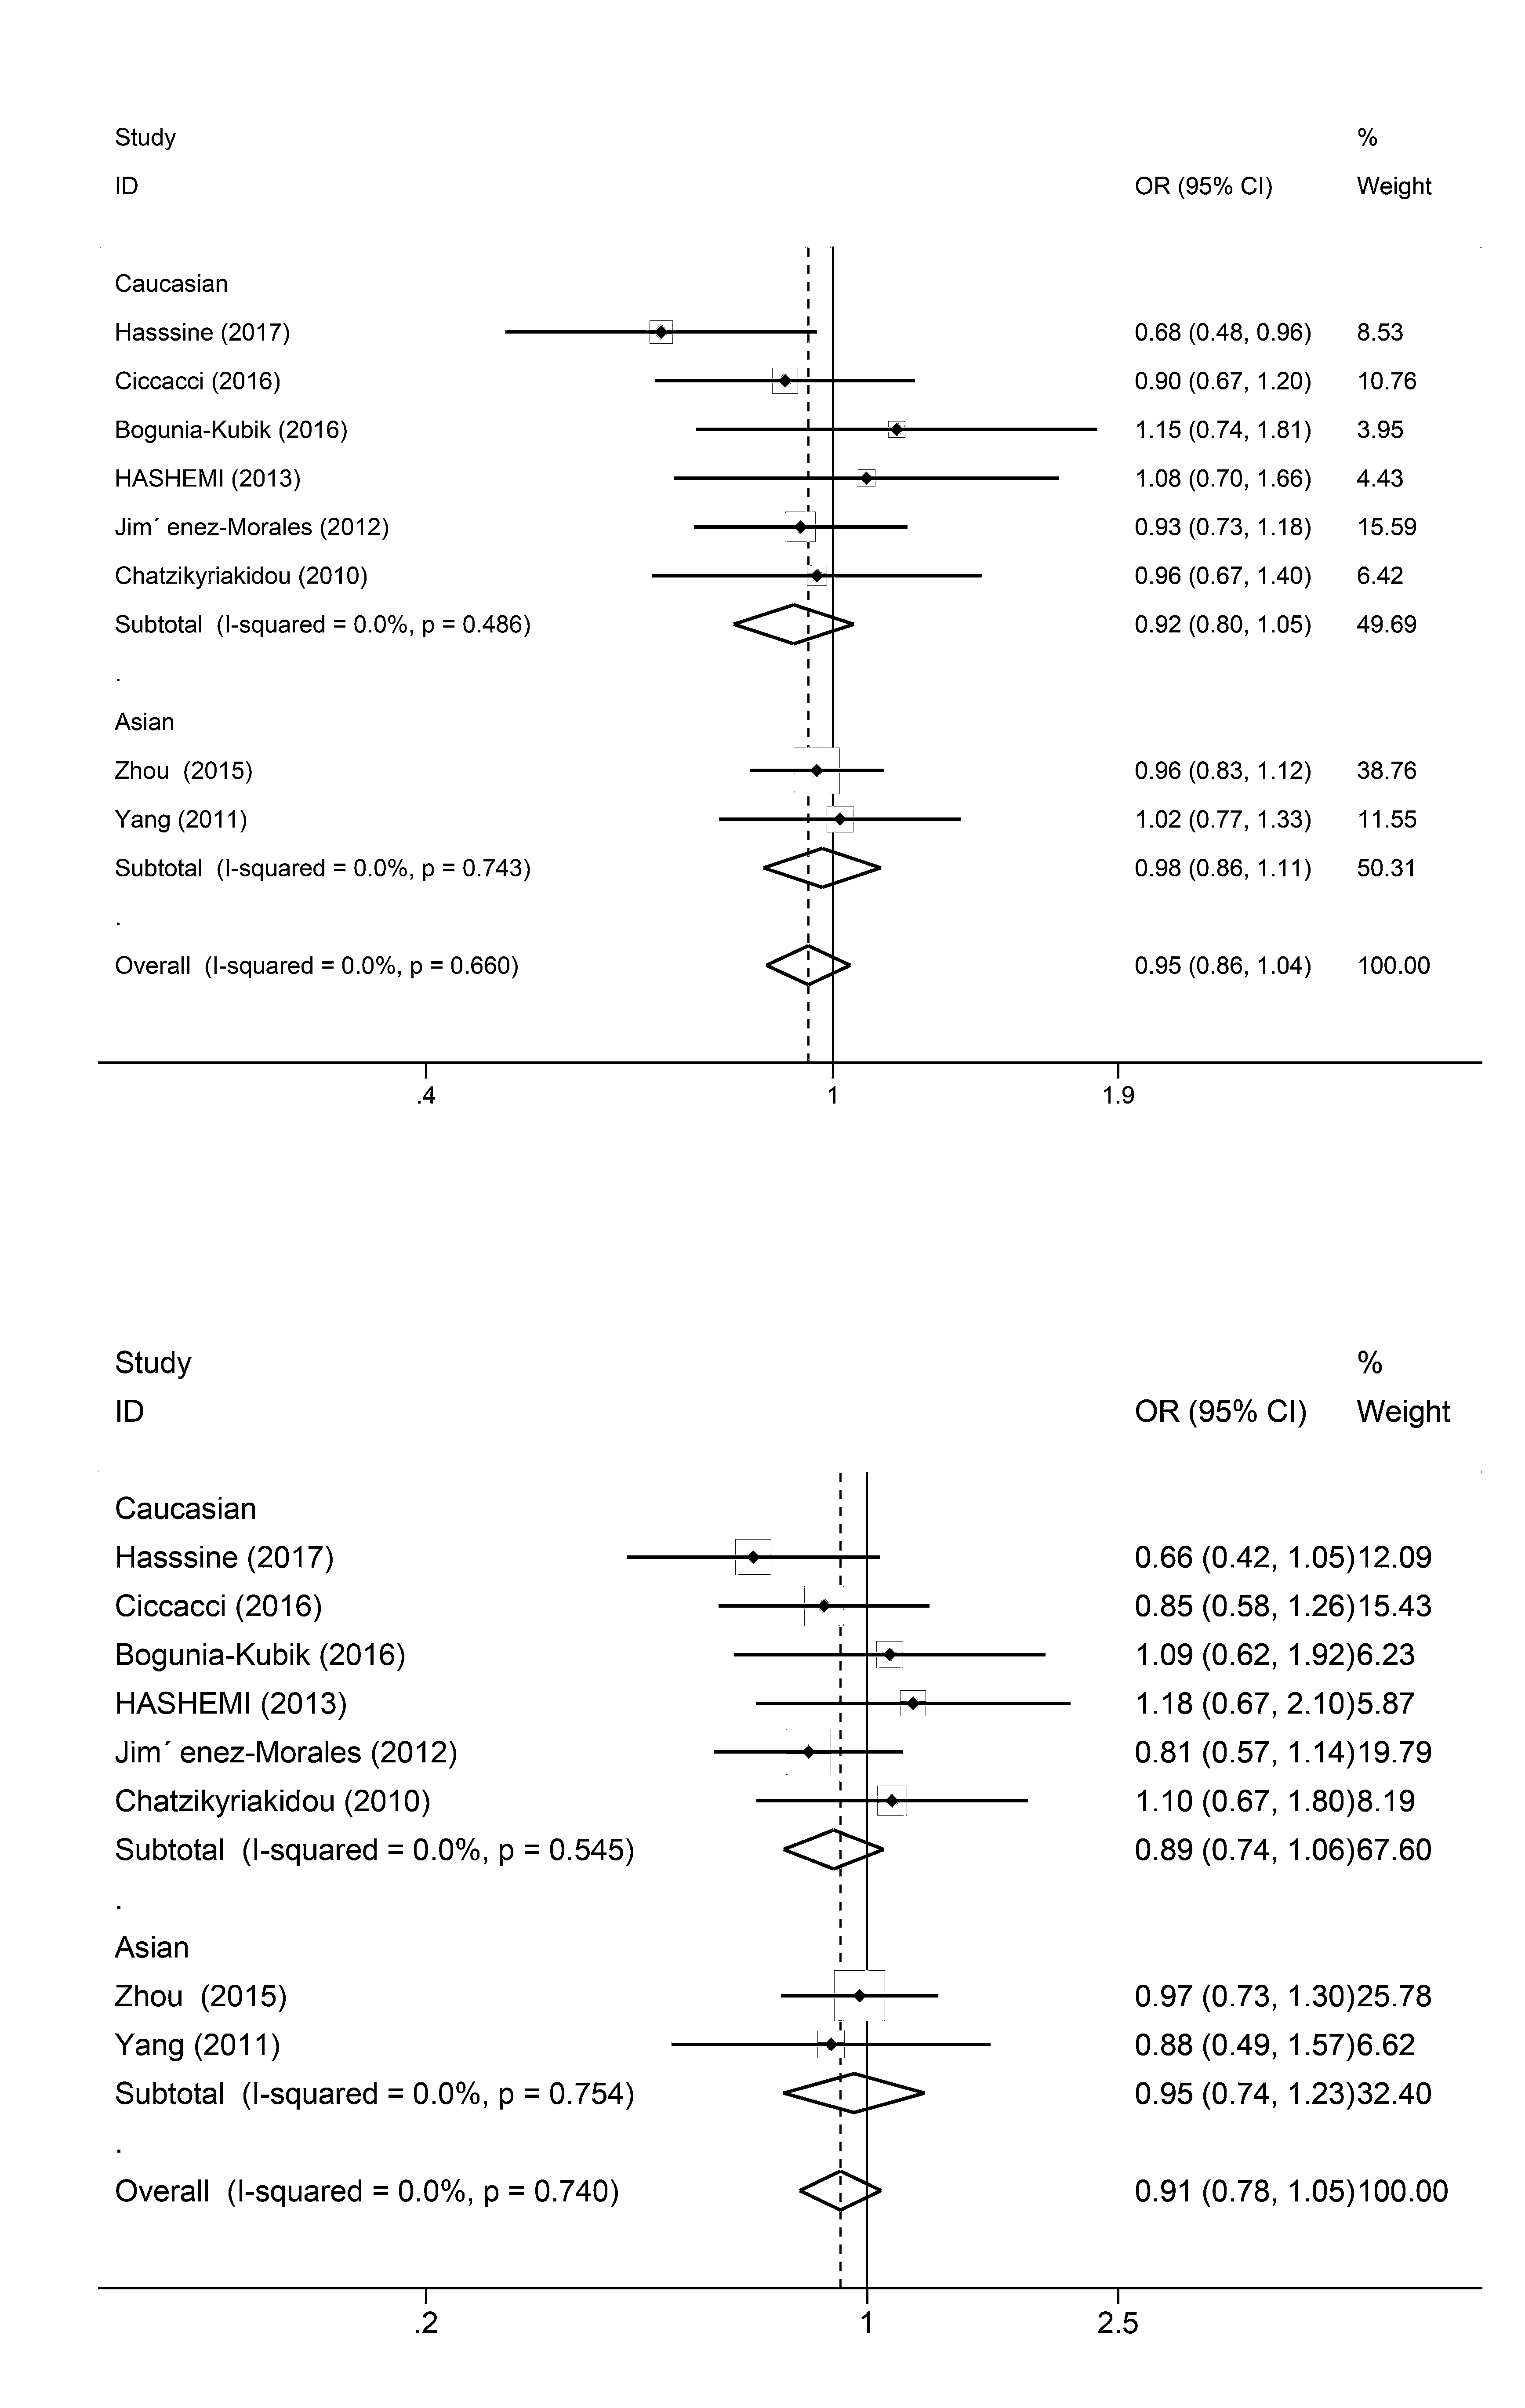 Study %
ID OR (95% CI) Weight
Caucasian
Hasssine (2017) 0.68 (0.48, 0.96) 8.53
Ciccacci (2016) 0.90 (0.67, 1.20) 10.76
Bogunia-Kubik (2016) 1.15 (0.74, 1.81) 3.95
HASHEMI (2013) 1.08 (0.70, 1.66) 4.43
Jim´ enez-Morales (2012) 0.93 (0.73, 1.18) 15.59
Chatzikyriakidou (2010) 0.96 (0.67, 1.40) 6.42
Subtotal (I-squared = 0.0%, p = 0.486) 0.92 (0.80, 1.05) 49.69
.
Asian
Zhou (2015) 0.96 (0.83, 1.12) 38.76
Yang (2011) 1.02 (0.77, 1.33) 11.55
Subtotal (I-squared = 0.0%, p = 0.743) 0.98 (0.86, 1.11) 50.31
.
Overall (I-squared = 0.0%, p = 0.660) 0.95 (0.86, 1.04) 100.00
.4 1 1.9
Study %
ID OR (95% CI) Weight
Caucasian
Hasssine (2017) 0.66 (0.42, 1.05) 12.09
Ciccacci (2016) 0.85 (0.58, 1.26) 15.43
Bogunia-Kubik (2016) 1.09 (0.62, 1.92) 6.23
HASHEMI (2013) 1.18 (0.67, 2.10) 5.87
Jim´ enez-Morales (2012) 0.81 (0.57, 1.14) 19.79
Chatzikyriakidou (2010) 1.10 (0.67, 1.80) 8.19
Subtotal (I-squared = 0.0%, p = 0.545) 0.89 (0.74, 1.06) 67.60
.
Asian
Zhou (2015) 0.97 (0.73, 1.30) 25.78
Yang (2011) 0.88 (0.49, 1.57) 6.62
Subtotal (I-squared = 0.0%, p = 0.754) 0.95 (0.74, 1.23) 32.40
.
Overall (I-squared = 0.0%, p = 0.740) 0.91 (0.78, 1.05) 100.00
.2 1 2.5